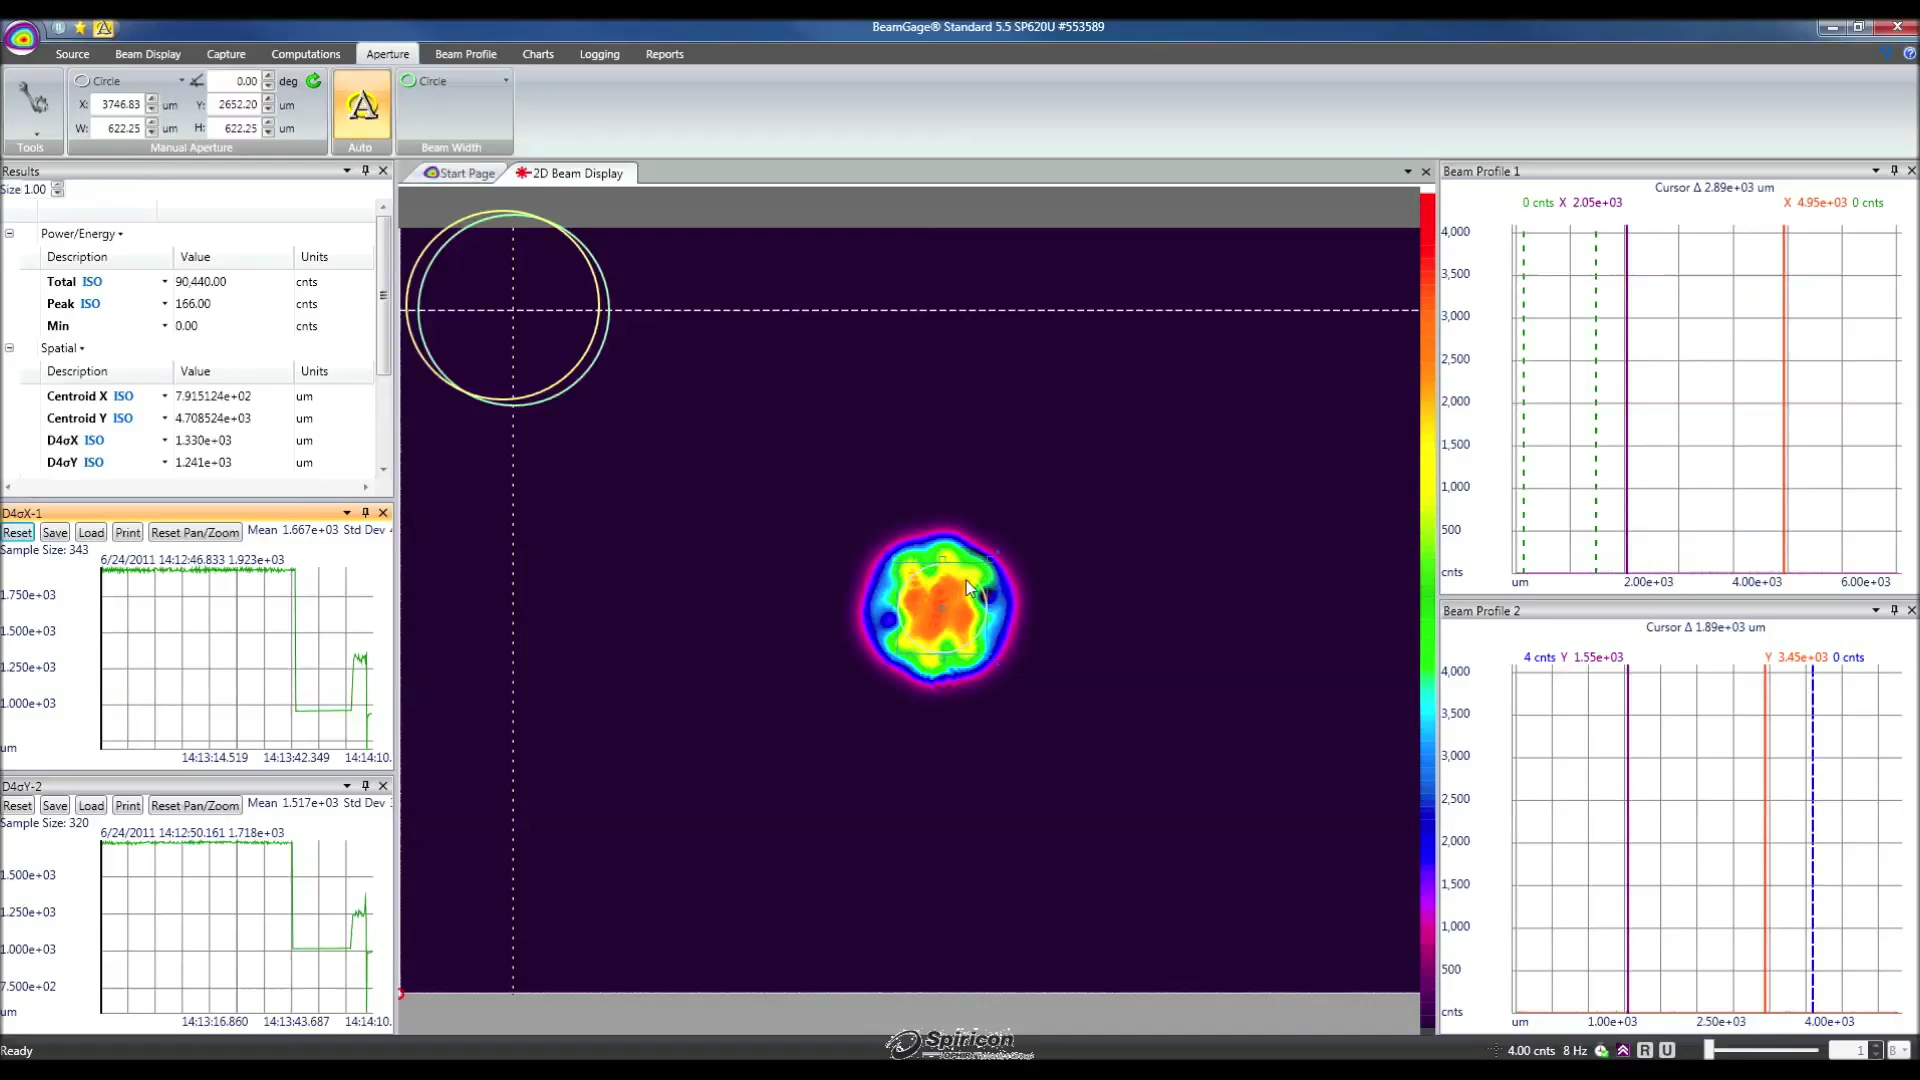 BeamGage® Standard 5.5 SP620U #553589
Source Beam Display Capture Computations Aperture Beam Profile Charts Logging Reports
Circle 0.00 deg Circle
X: 3746.83 um Y: 2652.20 um
W: 622.25 um H: 622.25 um
Tools Manual Aperture Auto Beam Width
Results
Size 1.00
Power/Energy
Description Value Units
Total ISO 90,440.00 cnts
Peak ISO 166.00 cnts
Min 0.00 cnts
Spatial
Description Value Units
Centroid X ISO 7.915124e+02 um
Centroid Y ISO 4.708524e+03 um
D4σX ISO 1.330e+03 um
D4σY ISO 1.241e+03 um
D4σX-1
Reset Save Load Print Reset Pan/Zoom Mean 1.667e+03 Std Dev
Sample Size: 343
6/24/2011 14:12:46.833 1.923e+03
1.750e+03
1.500e+03
1.250e+03
1.000e+03
um
14:13:14.519 14:13:42.349 14:14:10.
D4σY-2
Reset Save Load Print Reset Pan/Zoom Mean 1.517e+03 Std Dev
Sample Size: 320
6/24/2011 14:12:50.161 1.718e+03
1.500e+03
1.250e+03
1.000e+03
7.500e+02
um
14:13:16.860 14:13:43.687 14:14:10.
Ready
Start Page 2D Beam Display
Spiricon
Beam Profile 1
Cursor Δ 2.89e+03 um
0 cnts X 2.05e+03 X 4.95e+03 0 cnts
4,000
3,500
3,000
2,500
2,000
1,500
1,000
500
cnts
um 2.00e+03 4.00e+03 6.00e+03
Beam Profile 2
Cursor Δ 1.89e+03 um
4 cnts Y 1.55e+03 Y 3.45e+03 0 cnts
4,000
3,500
3,000
2,500
2,000
1,500
1,000
500
cnts
um 1.00e+03 2.50e+03 4.00e+03
4.00 cnts 8 Hz R U 1 B